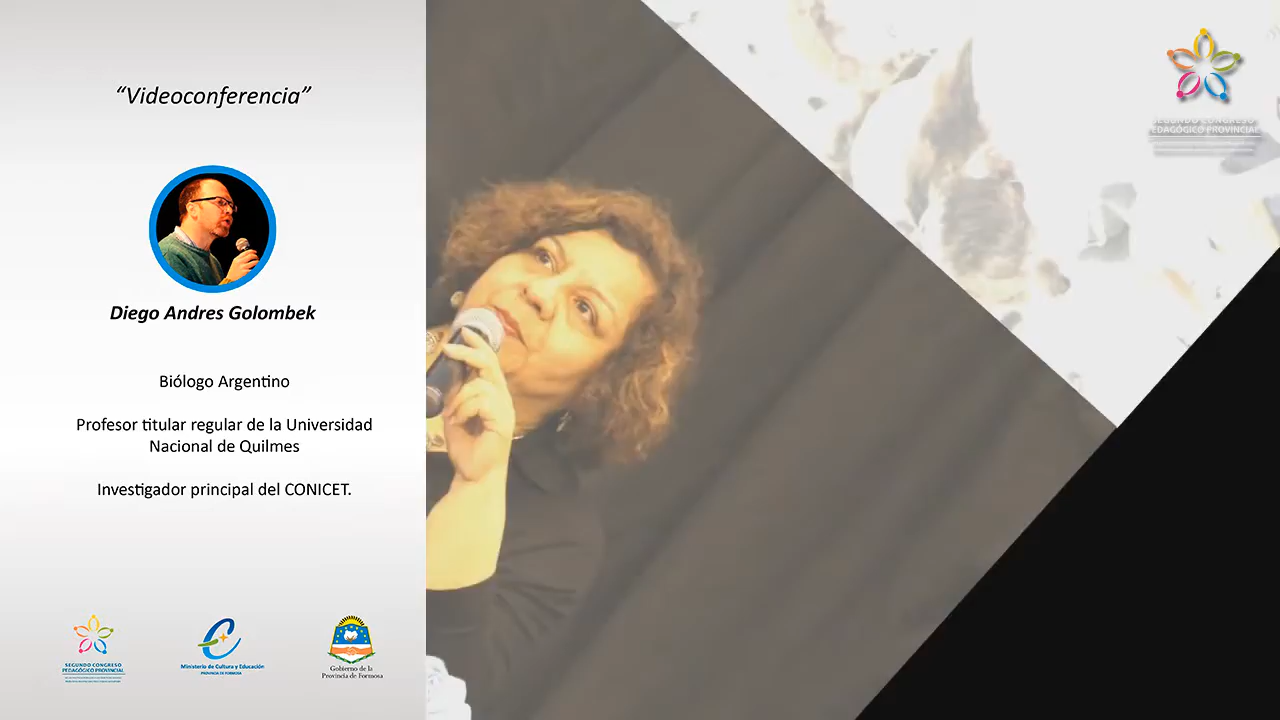 “Videoconferencia”
Diego Andres Golombek
Biólogo Argentino
Profesor titular regular de la Universidad
Nacional de Quilmes
Investigador principal del CONICET.
SEGUNDO CONGRESO
PEDAGÓGICO PROVINCIAL
Ministerio de Cultura y Educación
PROVINCIA DE FORMOSA
Gobierno de la
Provincia de Formosa
SEGUNDO CONGRESO
PEDAGÓGICO PROVINCIAL